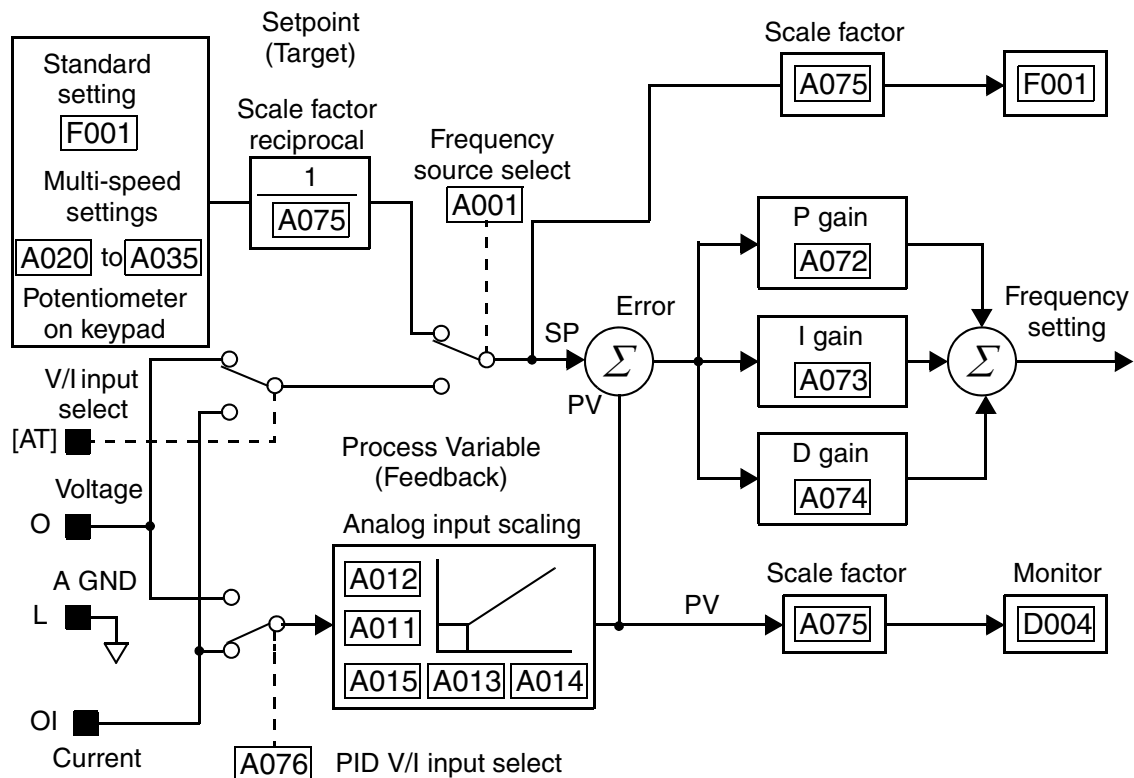 Setpoint
(Target)
Standard
setting
F001
Multi-speed
settings
A020 to A035
Potentiometer
on keypad
Scale factor
reciprocal
1
A075
Frequency
source select
A001
Scale factor
A075
F001
P gain
A072
I gain
A073
D gain
A074
Error
SP
Σ
PV
Σ
Frequency
setting
V/I input
select
[AT]
Voltage
O
A GND
L
OI
Current
Process Variable
(Feedback)
Analog input scaling
A012
A011
A015 A013 A014
A076 PID V/I input select
PV
Scale factor
A075
Monitor
D004